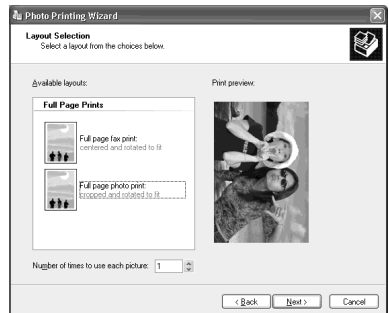 Photo Printing Wizard
Layout Selection
Select a layout from the choices below.
Available layouts:
Print preview:
Full Page Prints
Full page fax print:
centered and rotated to fit
Full page photo print:
cropped and rotated to fit
Number of times to use each picture: 1
< Back Next > Cancel